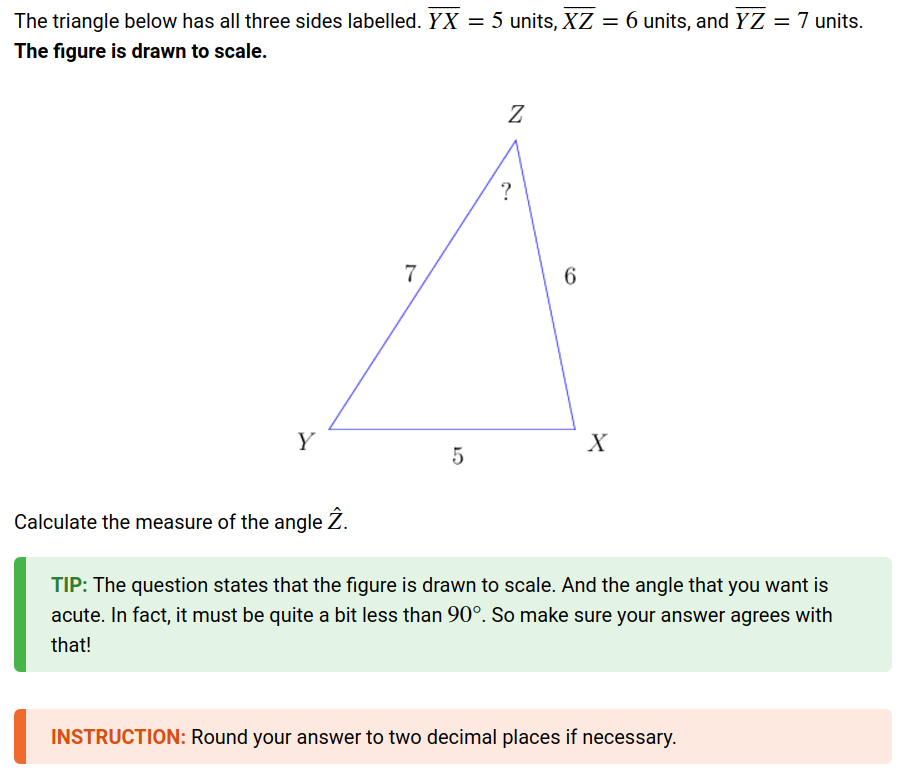 The triangle below has all three sides labelled. $\overline{YX}$ = 5 units, $\overline{XZ}$ = 6 units, and $\overline{YZ}$ = 7 units.
The figure is drawn to scale.
Z
?
7
6
Y
X
5
Calculate the measure of the angle $\hat{Z}$.
TIP: The question states that the figure is drawn to scale. And the angle that you want is
acute. In fact, it must be quite a bit less than 90°. So make sure your answer agrees with
that!
INSTRUCTION: Round your answer to two decimal places if necessary.